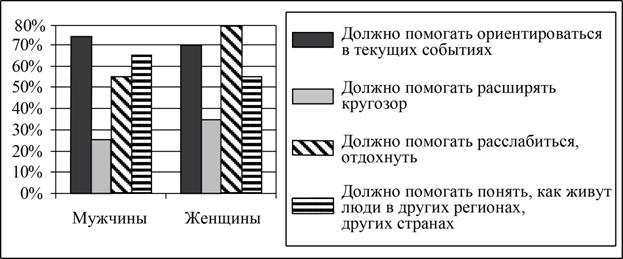 80%
70%
60%
50%
40%
30%
20%
10%
0%
Мужчины
Женщины
Должно помогать ориентироваться
в текущих событиях
Должно помогать расширять
кругозор
Должно помогать расслабиться,
отдохнуть
Должно помогать понять, как живут
люди в других регионах,
других странах